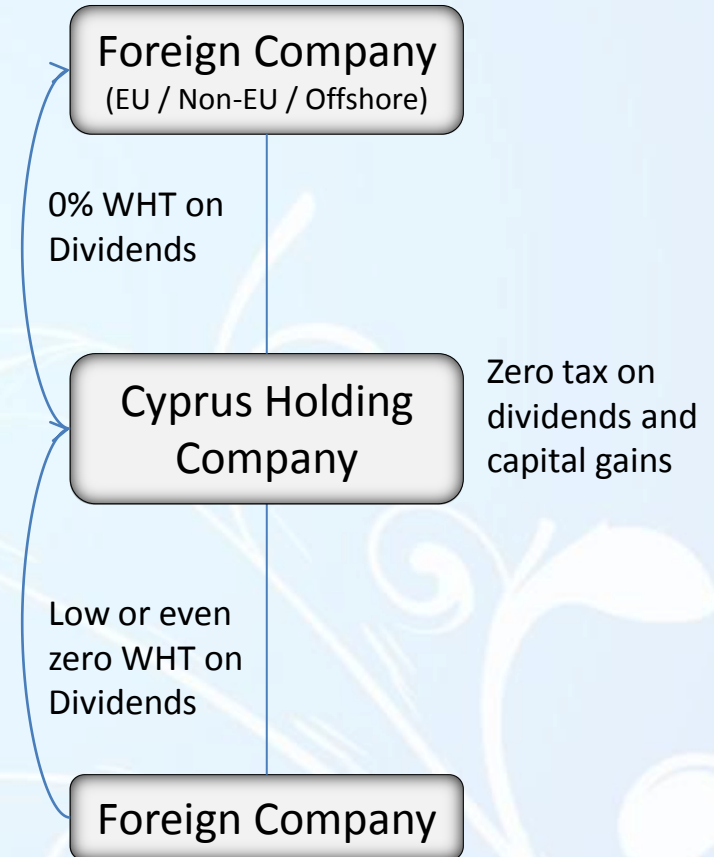 Foreign Company
(EU / Non-EU / Offshore)
0% WHT on
Dividends
Cyprus Holding
Company
Zero tax on
dividends and
capital gains
Low or even
zero WHT on
Dividends
Foreign Company